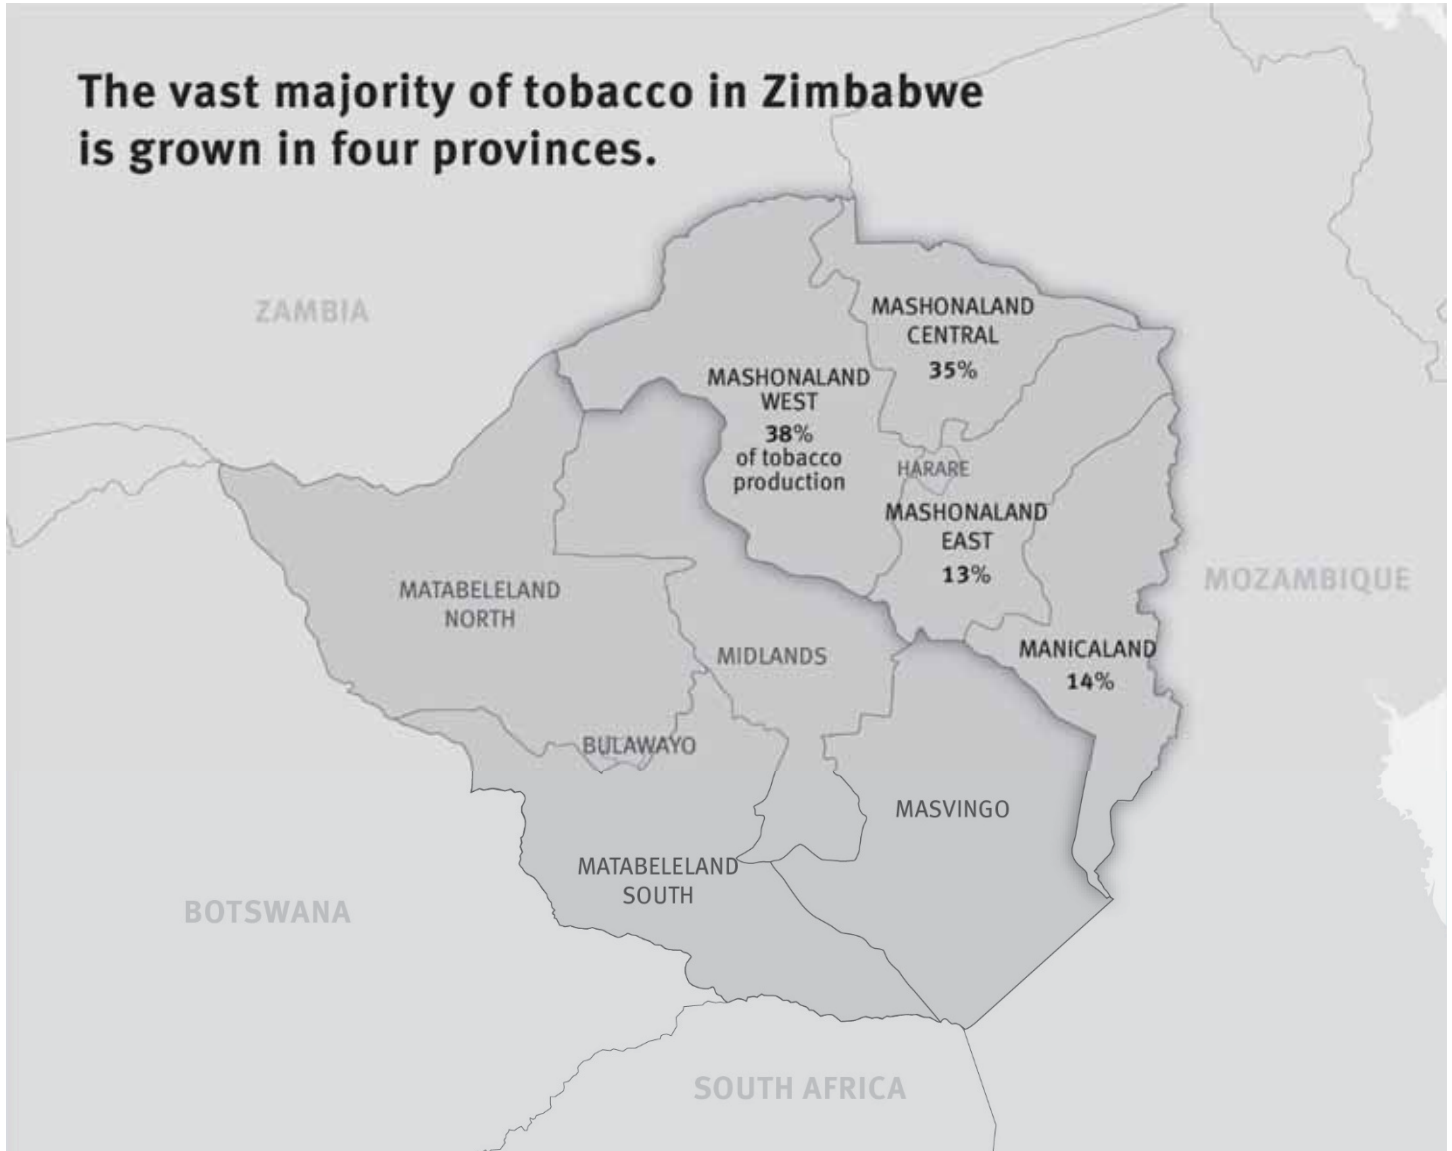 The vast majority of tobacco in Zimbabwe
is grown in four provinces.
ZAMBIA
MASHONALAND
CENTRAL
35%
MASHONALAND
WEST
38%
of tobacco
production
HARARE
MASHONALAND
EAST
13%
MOZAMBIQUE
MATABELELAND
NORTH
MIDLANDS
MANICALAND
14%
BULAWAYO
MASVINGO
MATABELELAND
SOUTH
BOTSWANA
SOUTH AFRICA